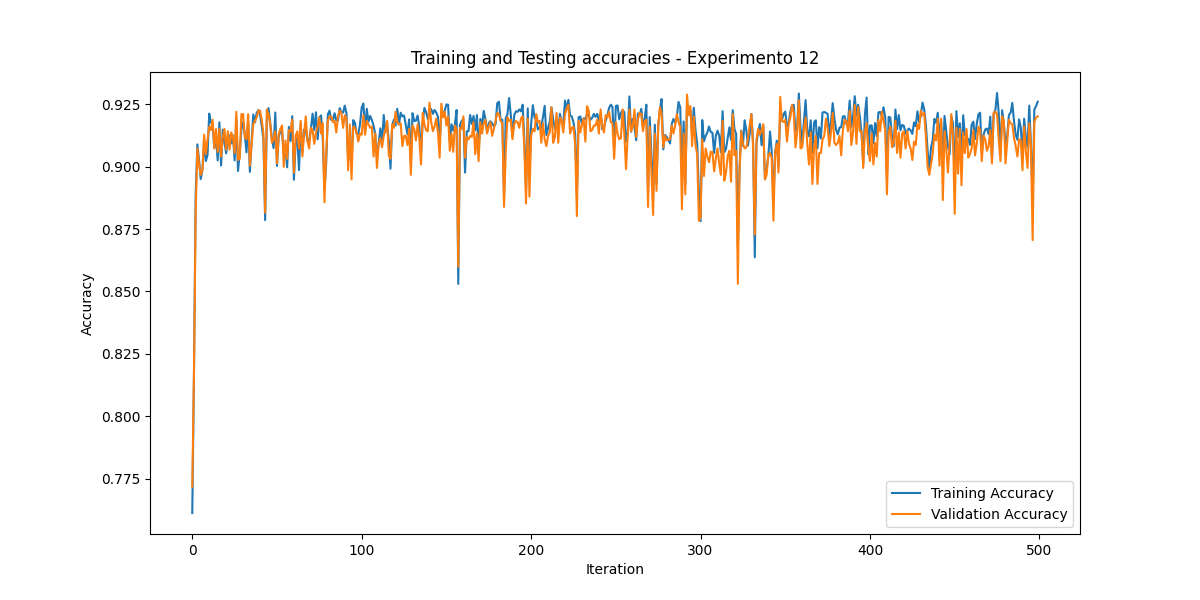 Training and Testing accuracies - Experimento 12
Accuracy
0.925
0.900
0.875
0.850
0.825
0.800
0.775
Training Accuracy
Validation Accuracy
0
100
200
300
400
500
Iteration